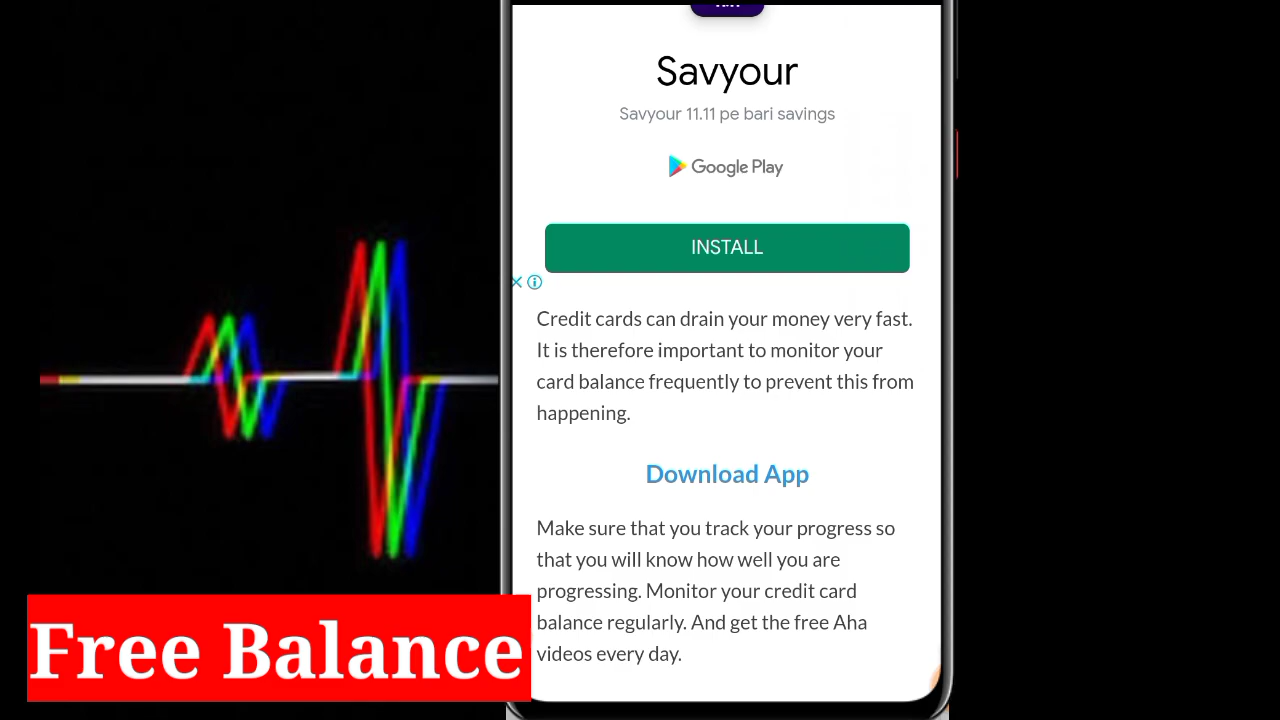 Savyour
Savyour 11.11 pe bari savings
Google Play
INSTALL
Credit cards can drain your money very fast.
It is therefore important to monitor your
card balance frequently to prevent this from
happening.
Download App
Make sure that you track your progress so
that you will know how well you are
progressing. Monitor your credit card
balance regularly. And get the free Aha
videos every day.
Free Balance